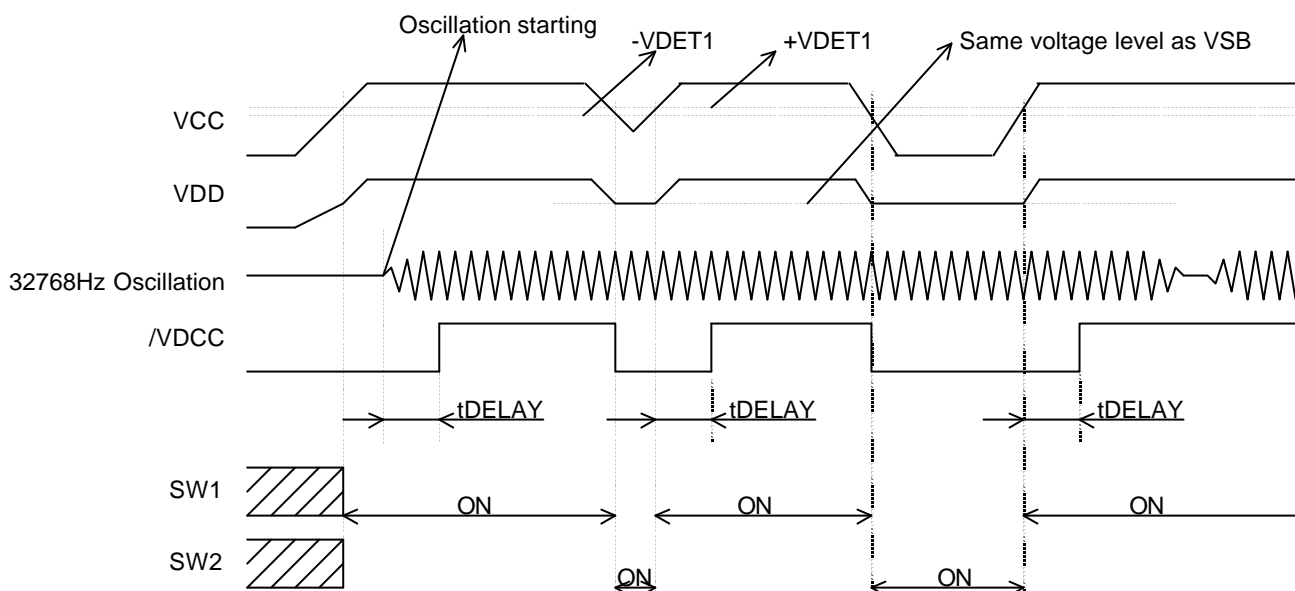 Oscillation starting
-VDET1
+VDET1
Same voltage level as VSB
VCC
VDD
32768Hz Oscillation
/VDCC
tDELAY
tDELAY
tDELAY
SW1
ON
ON
ON
SW2
ON
ON